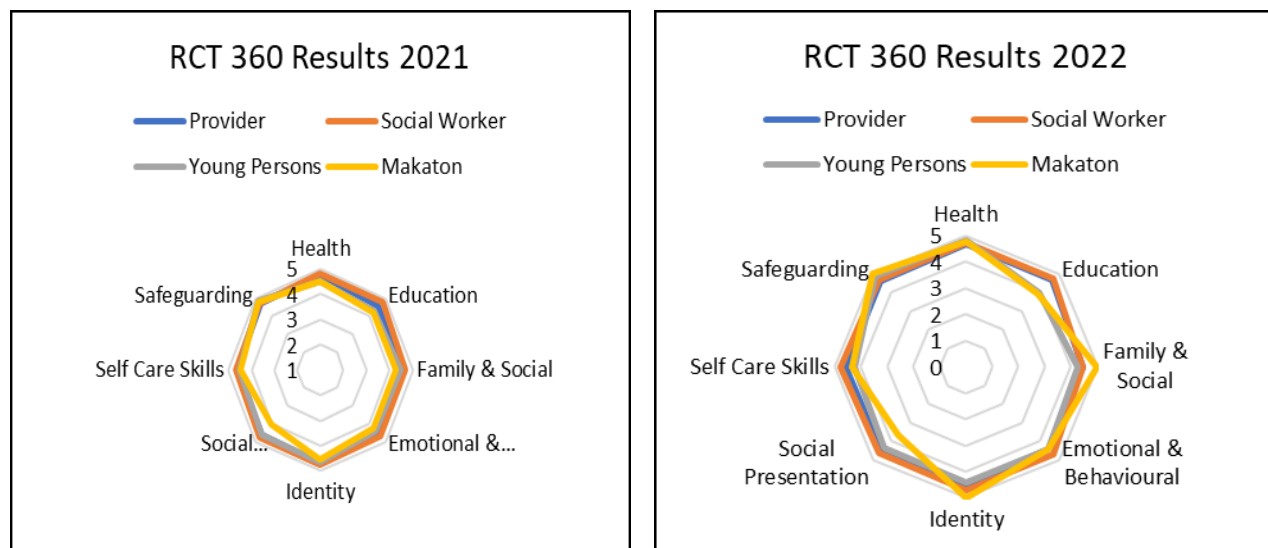 RCT 360 Results 2021
Provider
Social Worker
Young Persons
Makaton
Health
5
4
3
2
1
Education
Family & Social
Emotional &...
Identity
Social...
Self Care Skills
Safeguarding
RCT 360 Results 2022
Provider
Social Worker
Young Persons
Makaton
Health
5
4
3
2
1
0
Education
Family &
Social
Emotional &
Behavioural
Identity
Social
Presentation
Self Care Skills
Safeguarding